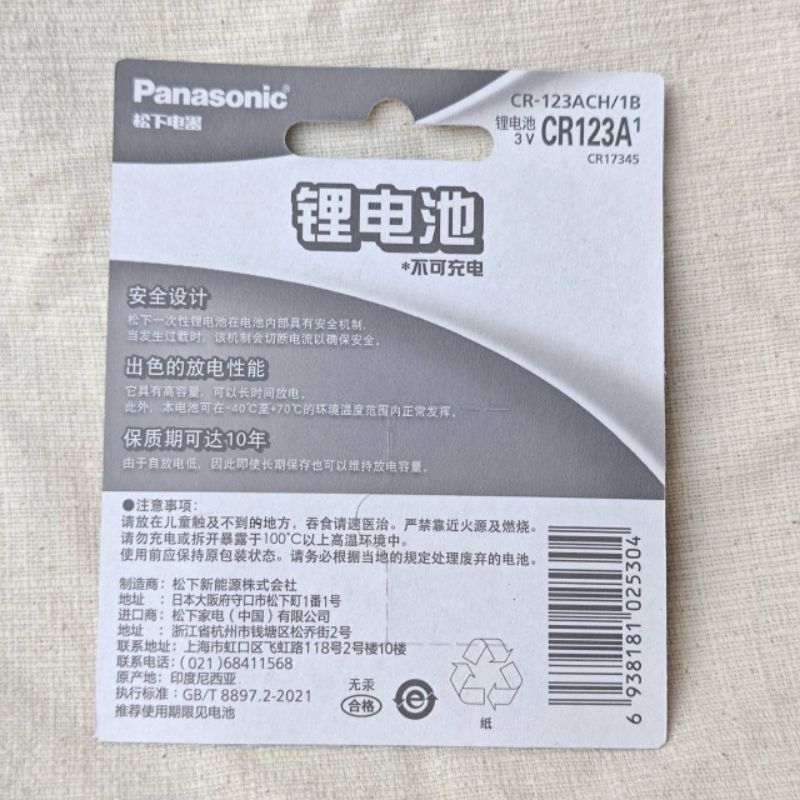 Panasonic®
松下电器
CR-123ACH/1B
锂电池
3V
CR123A¹
CR17345
锂电池
*不可充电
安全设计
松下一次性锂电池在电池内部具有安全机制,
当发生过载时,该机制会切断电流以确保安全。
出色的放电性能
它具有高容量,可以长时间放电。
此外,本电池可在-40℃至+70℃的环境温度范围内正常发挥。
保质期可达10年
由于自放电低,因此即使长期保存也可以维持放电容量。
●注意事项:
请放在儿童触及不到的地方,吞食请速医治。严禁靠近火源及燃烧。
请勿充电或拆开暴露于100℃以上高温环境中。
使用前应保持原包装状态。请务必根据当地的规定处理废弃的电池。
制造商:松下新能源株式会社
地址 :日本大阪府守口市松下町1番1号
进口商:松下家电(中国)有限公司
地址 :浙江省杭州市钱塘区松乔街2号
联系地址:上海市虹口区飞虹路118号2号楼10楼
联系电话:(021)68411568
原产地:印度尼西亚
执行标准:GB/T 8897.2-2021
推荐使用期限见电池
无汞
合格
e
紙
6 938181 025304